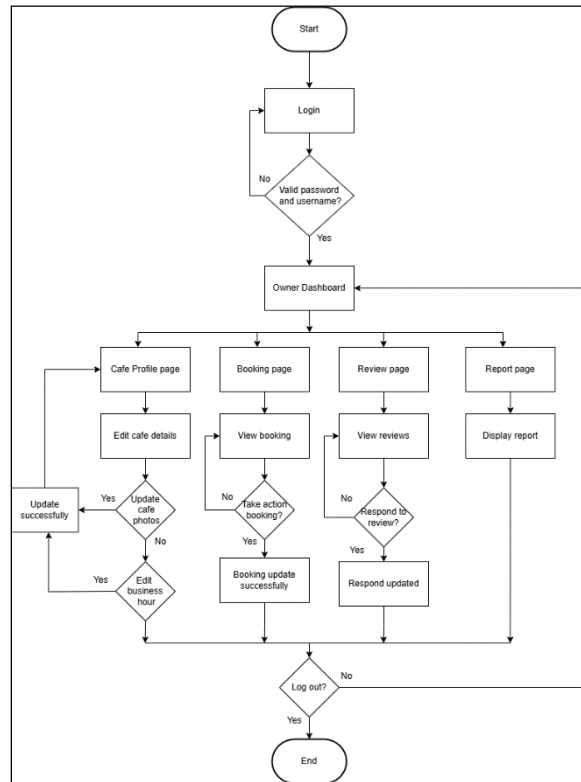 Start
Login
No
Valid password
and username?
Yes
Owner Dashboard
Cafe Profile page
Booking page
Review page
Report page
Edit cafe details
View booking
View reviews
Display report
Update
successfully
Yes
Update
cafe
photos
No
No
Take action
booking?
No
Respond to
review?
Yes
Edit
business
hour
Yes
Booking update
successfully
Yes
Respond updated
Log out?
No
Yes
End